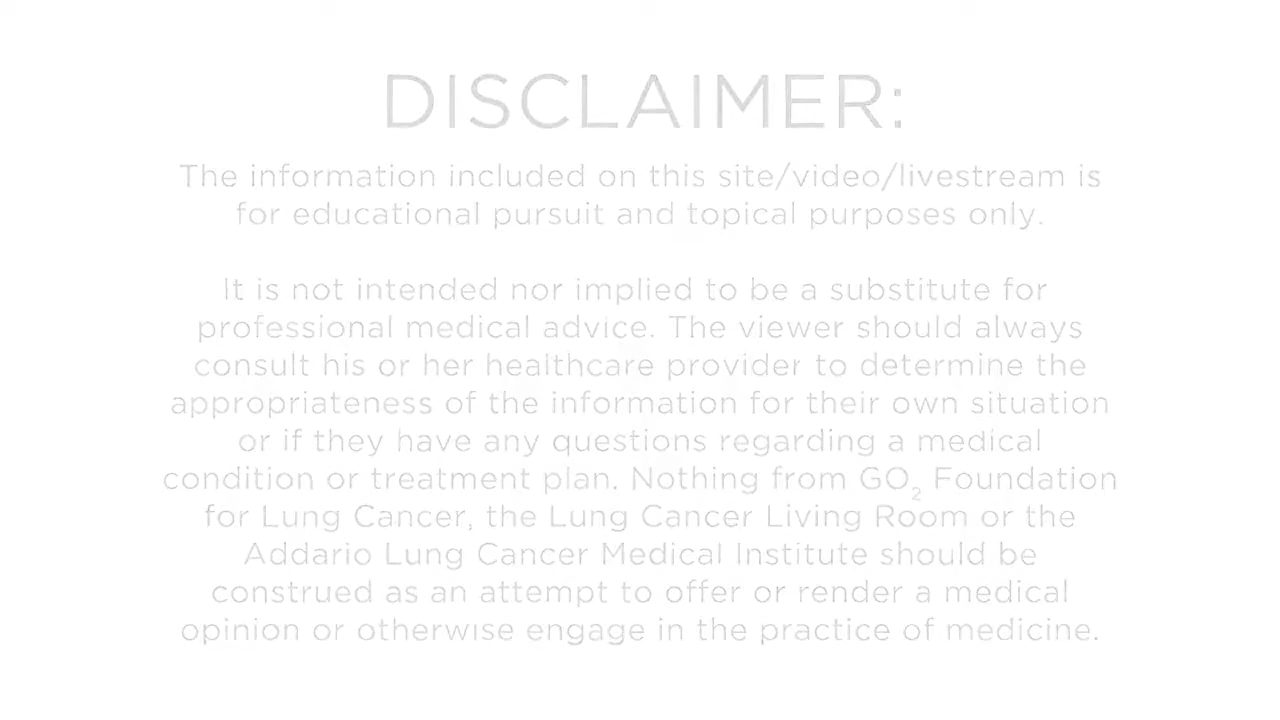 DISCLAIMER:
The information included on this site/video/livestream is
for educational pursuit and topical purposes only.
It is not intended nor implied to be a substitute for
professional medical advice. The viewer should always
consult his or her healthcare provider to determine the
appropriateness of the information for their own situation
or if they have any questions regarding a medical
condition or treatment plan. Nothing from GO₂ Foundation
for Lung Cancer, the Lung Cancer Living Room or the
Addario Lung Cancer Medical Institute should be
construed as an attempt to offer or render a medical
opinion or otherwise engage in the practice of medicine.